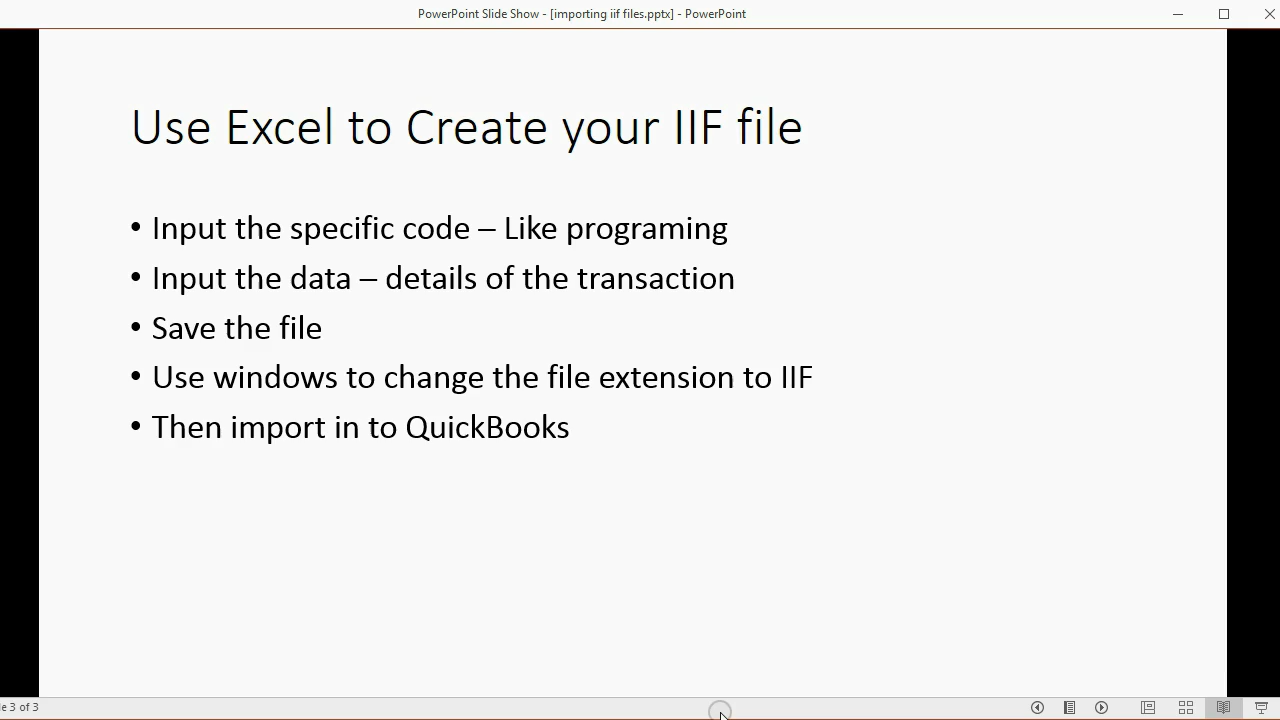 PowerPoint Slide Show - [importing iif files.pptx] - PowerPoint
Use Excel to Create your IIF file
• Input the specific code – Like programing
• Input the data – details of the transaction
• Save the file
• Use windows to change the file extension to IIF
• Then import in to QuickBooks
le 3 of 3